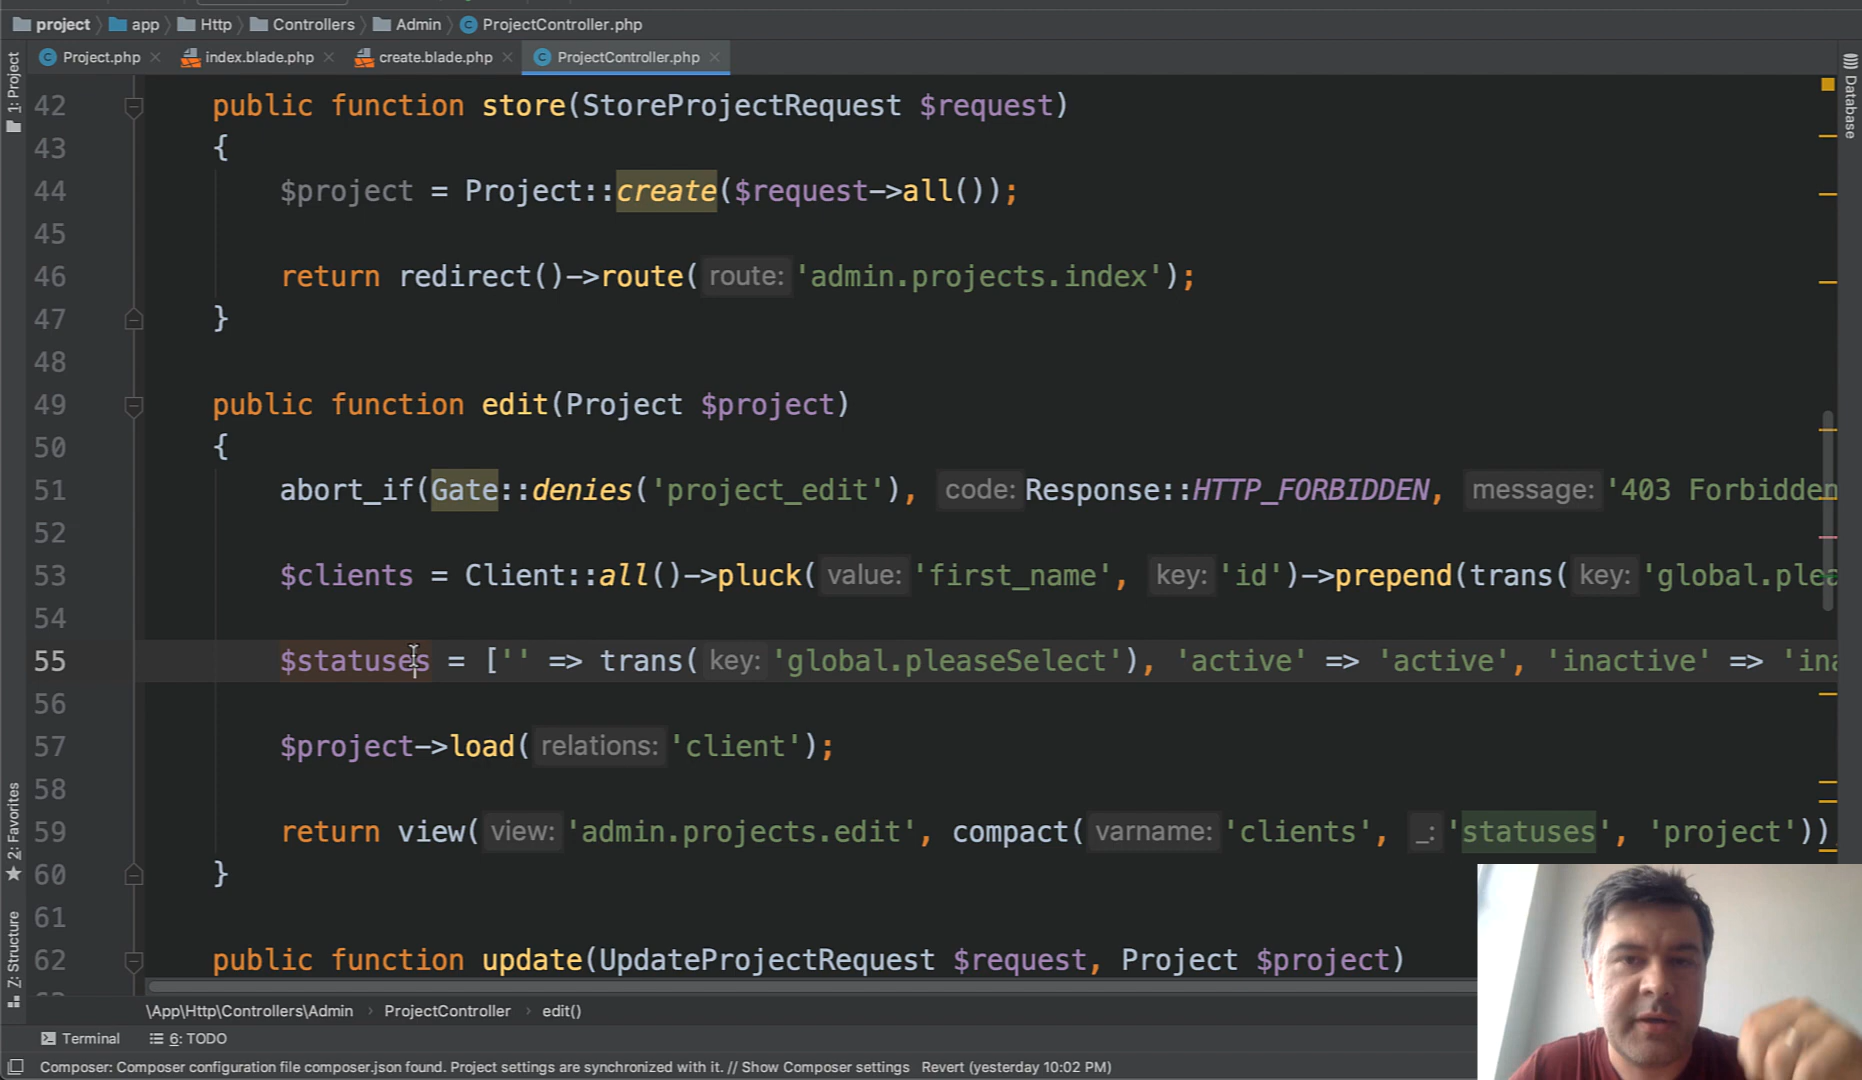 project app Http Controllers Admin ProjectController.php
Project.php index.blade.php create.blade.php ProjectController.php
1: Project
Database
42 public function store(StoreProjectRequest $request)
43 {
44 $project = Project::create($request->all());
45
46 return redirect()->route( route: 'admin.projects.index');
47 }
48
49 public function edit(Project $project)
50 {
51 abort_if(Gate::denies('project_edit'), code: Response::HTTP_FORBIDDEN, message: '403 Forbidden
52
53 $clients = Client::all()->pluck( value: 'first_name', key: 'id')->prepend(trans( key: 'global.plea
54
55 $statuses = ['' => trans( key: 'global.pleaseSelect'), 'active' => 'active', 'inactive' => 'ina
56
57 $project->load( relations: 'client');
58
59 return view( view: 'admin.projects.edit', compact( varname: 'clients', _: 'statuses', 'project'))
60 }
61
62 public function update(UpdateProjectRequest $request, Project $project)
2: Favorites
Z: Structure
\App\Http\Controllers\Admin › ProjectController › edit()
Terminal 6: TODO
Composer: Composer configuration file composer.json found. Project settings are synchronized with it. // Show Composer settings Revert (yesterday 10:02 PM)